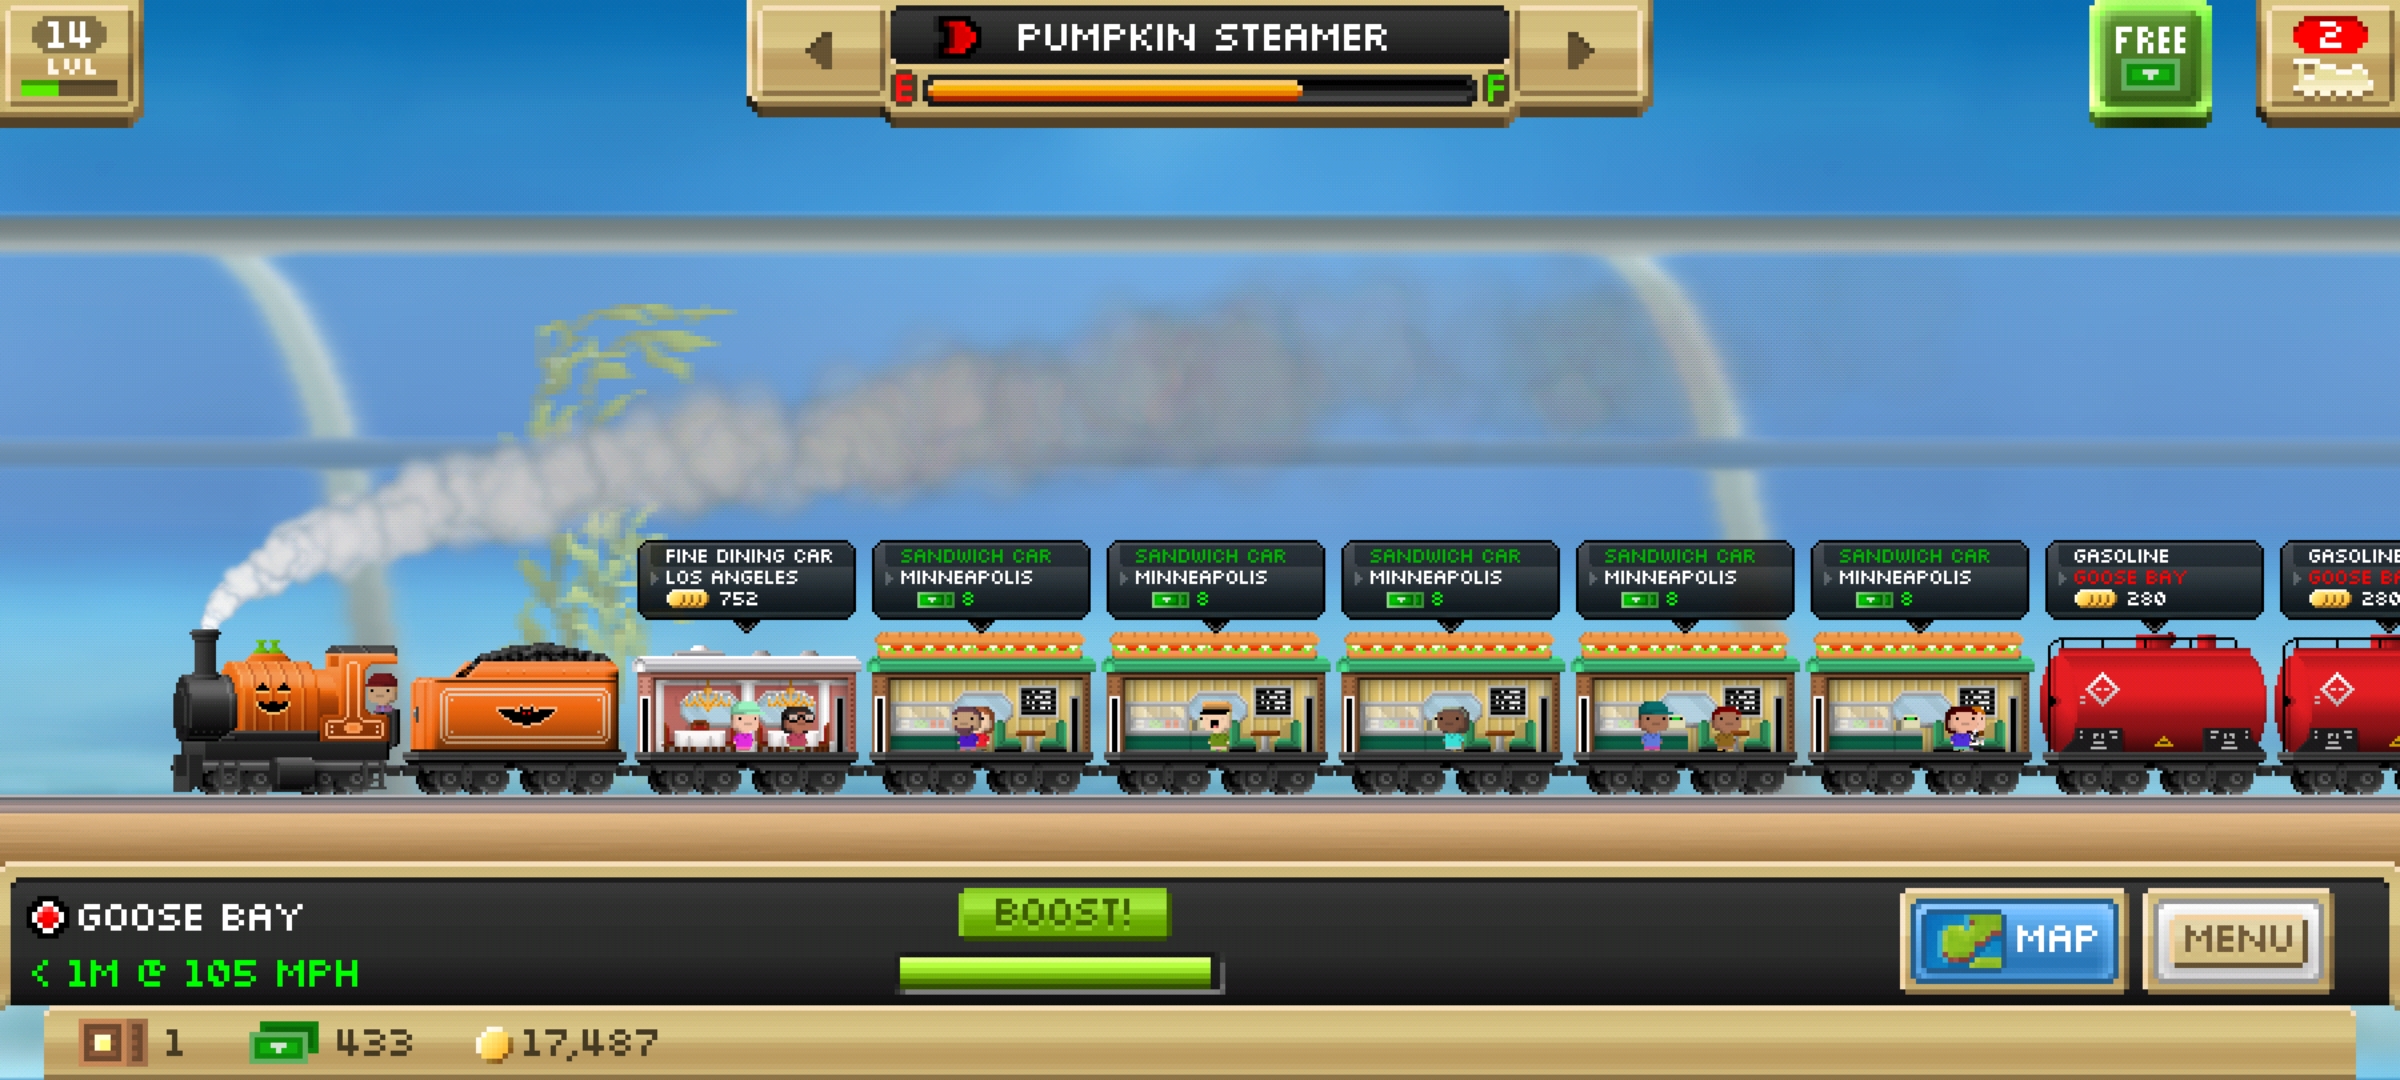 14
LVL
PUMPKIN STEAMER
E F
FREE
2
FINE DINING CAR
LOS ANGELES
752
SANDWICH CAR
MINNEAPOLIS
8
SANDWICH CAR
MINNEAPOLIS
8
SANDWICH CAR
MINNEAPOLIS
8
SANDWICH CAR
MINNEAPOLIS
8
SANDWICH CAR
MINNEAPOLIS
8
GASOLINE
GOOSE BAY
280
GASOLINE
GOOSE BA
280
GOOSE BAY
< 1M @ 105 MPH
BOOST!
MAP
MENU
1
433
17,487